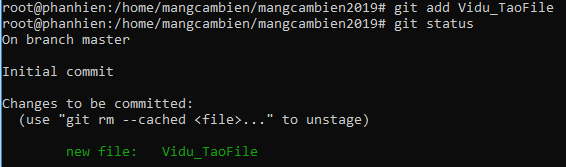 root@phanhien:/home/mangcambien/mangcambien2019# git add Vidu_TaoFile
root@phanhien:/home/mangcambien/mangcambien2019# git status
On branch master
Initial commit
Changes to be committed:
(use "git rm --cached <file>..." to unstage)
new file: Vidu_TaoFile